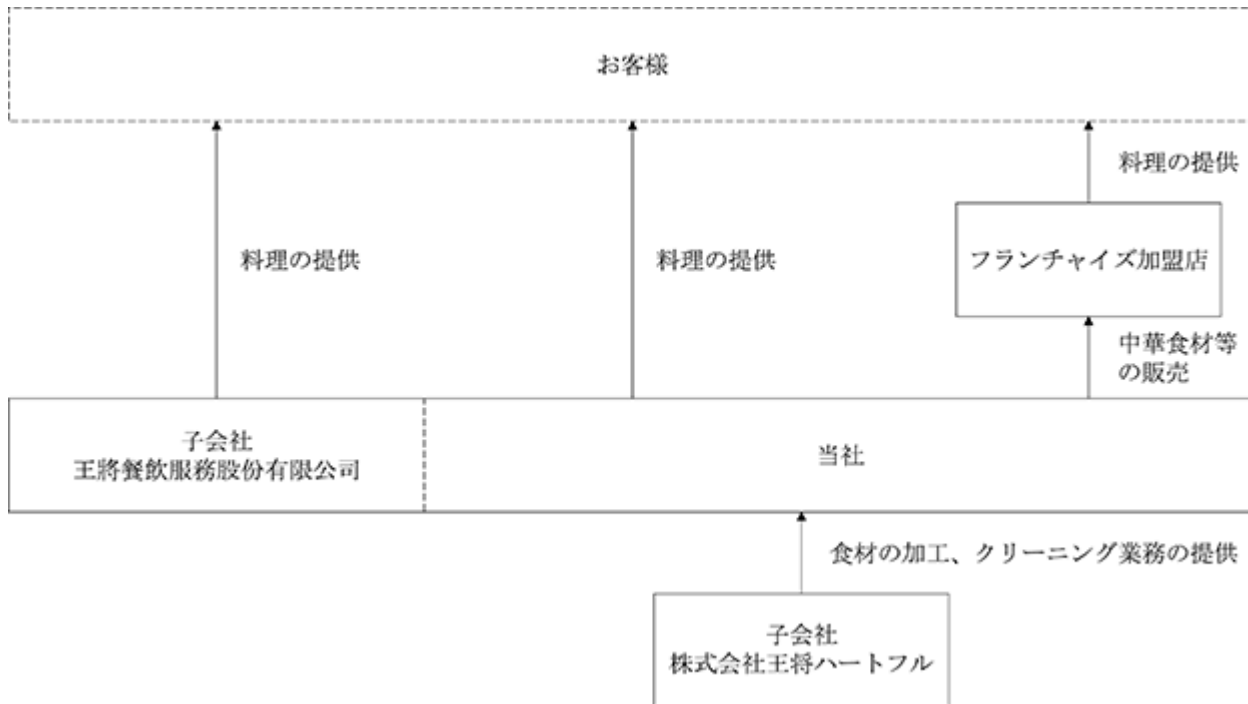 お客様
料理の提供
料理の提供
料理の提供
フランチャイズ加盟店
中華食材等
の販売
子会社
王將餐飲服務股份有限公司
当社
食材の加工、クリーニング業務の提供
子会社
株式会社王将ハートフル